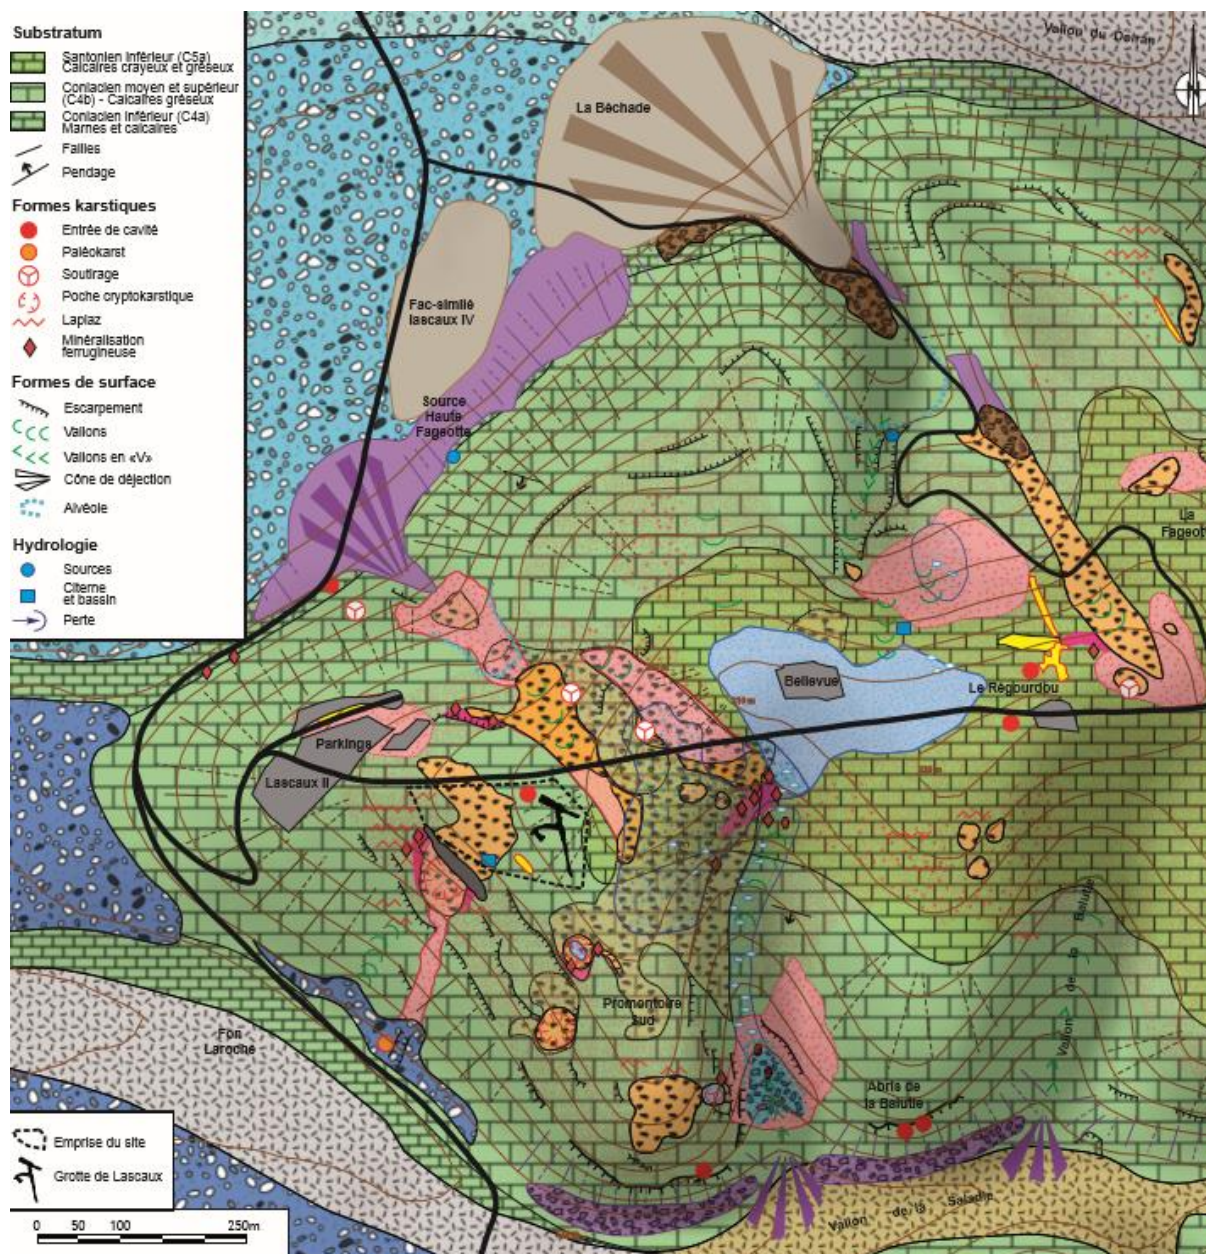 Substratum
Santonien inférieur (C5a)
Calcaires crayeux et gréseux
Coniacien moyen et supérieur
(C4b) - Calcaires gréseux
Coniacien inférieur (C4a)
Marnes et calcaires
Failles
Pendage
Formes karstiques
Entrée de cavité
Paléokarst
Soutirage
Poche cryptokarstique
Lapiaz
Minéralisation
ferrugineuse
Formes de surface
Escarpement
Vallons
Vallons en «V»
Cône de déjection
Alvéole
Hydrologie
Sources
Citerne
et bassin
Perte
Vallon du Doiran
N
La Béchade
Fac-similé
lascaux IV
Source
Haute
Fageotte
La
Fageott
Bellevue
Le Régourdou
Parkings
Lascaux II
Promontoire
Sud
Fon
Laroche
Vallon de la Balutie
Abris de
la Balutie
Vallon de la Saladie
Emprise du site
Grotte de Lascaux
0 50 100 250m